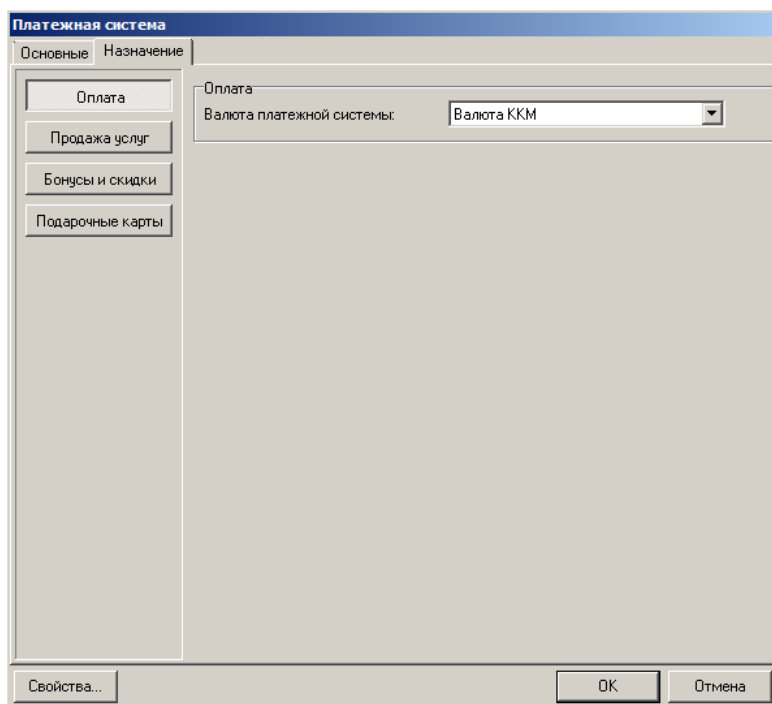 Платежная система
Основные Назначение
Оплата
Продажа услуг
Бонусы и скидки
Подарочные карты
Оплата
Валюта платежной системы: Валюта ККМ
Свойства... OK Отмена